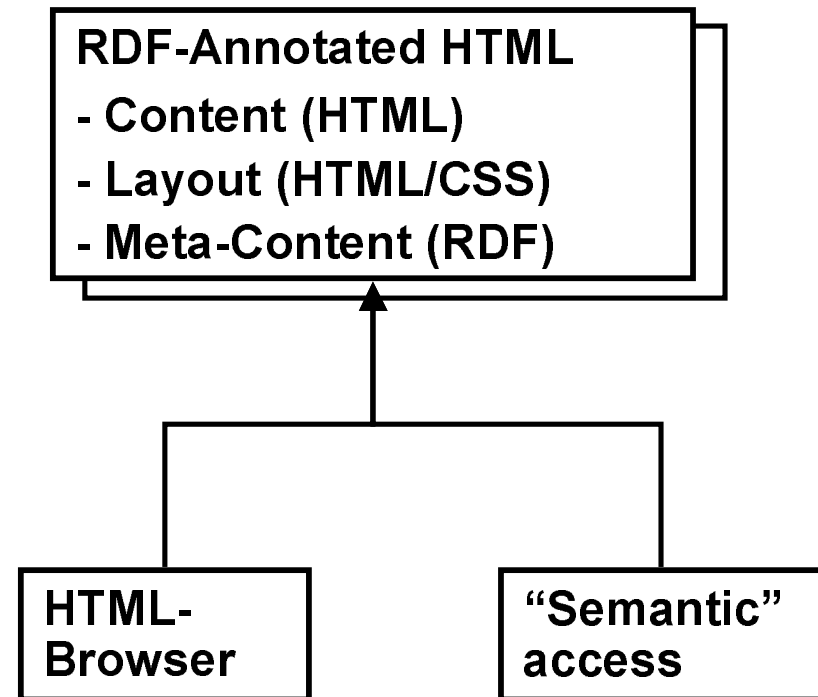 RDF-Annotated HTML
- Content (HTML)
- Layout (HTML/CSS)
- Meta-Content (RDF)
HTML-
Browser
“Semantic”
access